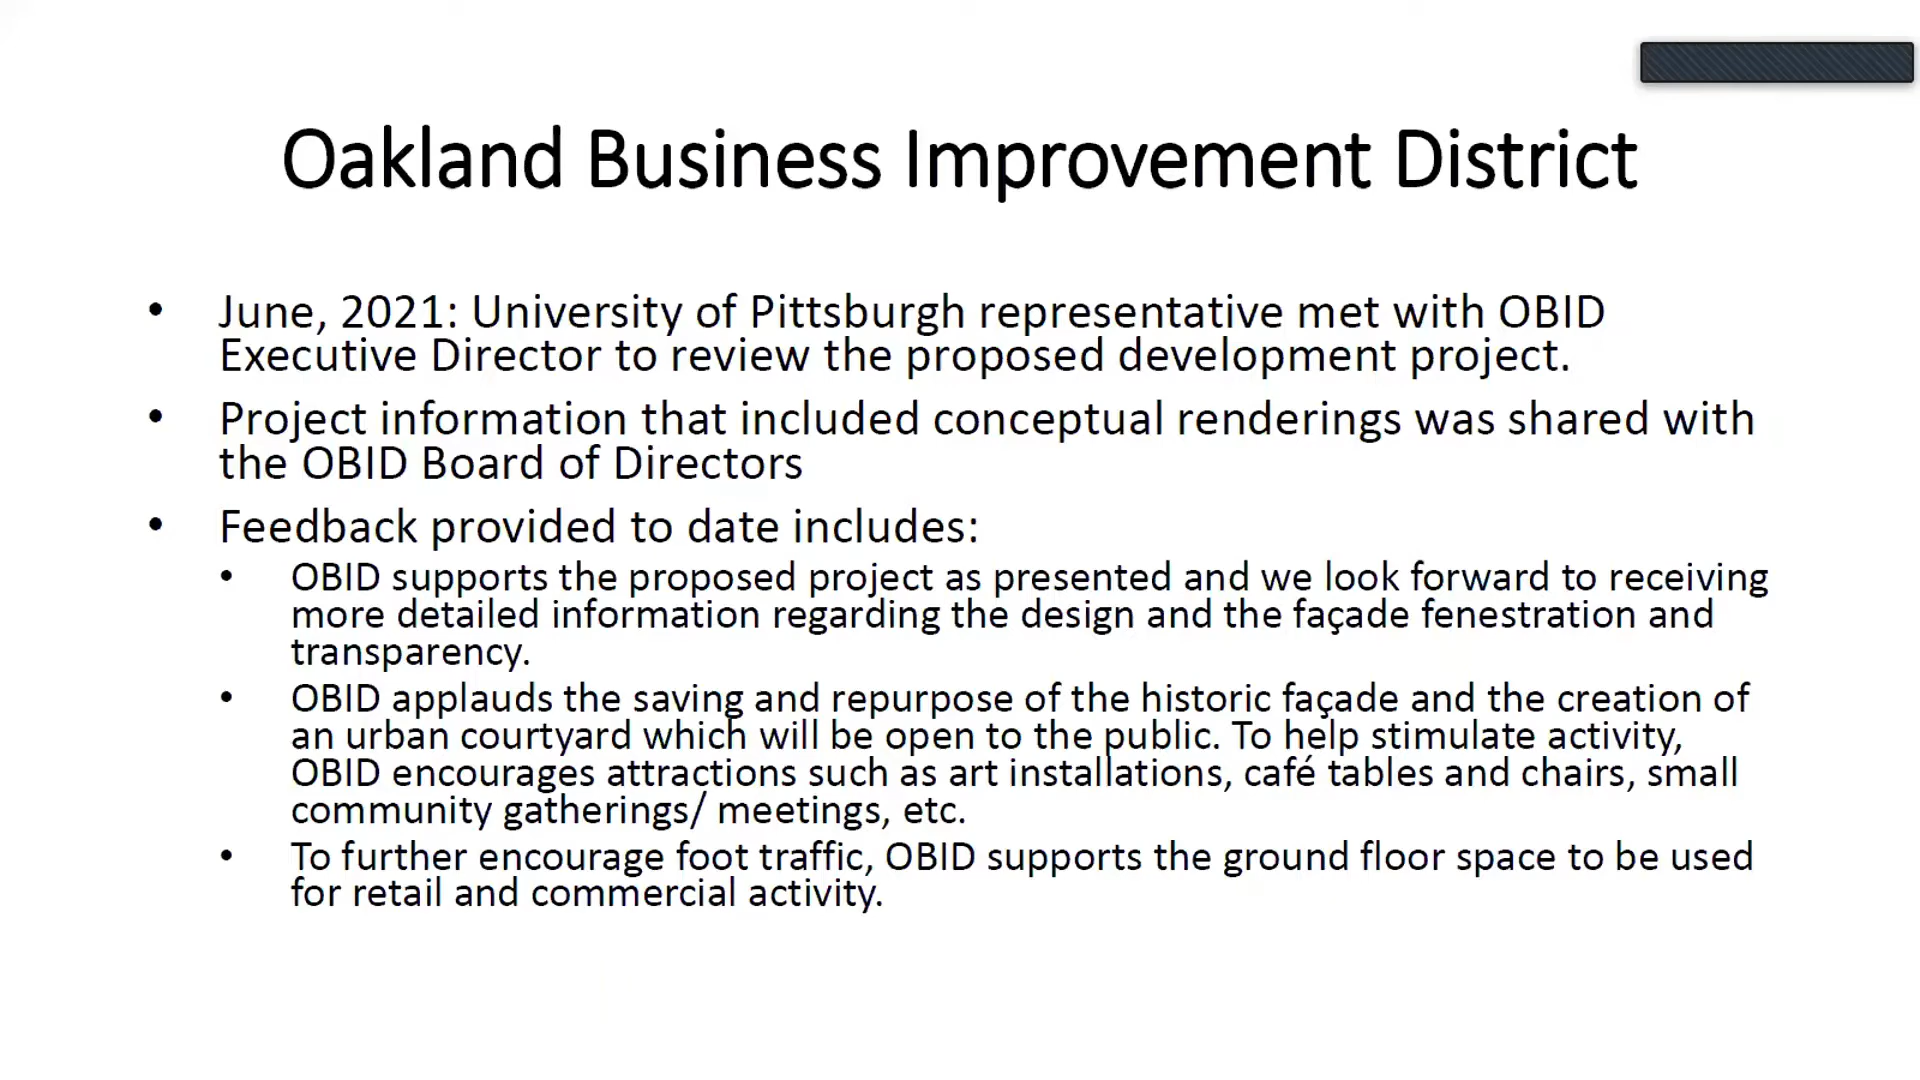 Oakland Business Improvement District
• June, 2021: University of Pittsburgh representative met with OBID
Executive Director to review the proposed development project.
• Project information that included conceptual renderings was shared with
the OBID Board of Directors
• Feedback provided to date includes:
• OBID supports the proposed project as presented and we look forward to receiving
more detailed information regarding the design and the façade fenestration and
transparency.
• OBID applauds the saving and repurpose of the historic façade and the creation of
an urban courtyard which will be open to the public. To help stimulate activity,
OBID encourages attractions such as art installations, café tables and chairs, small
community gatherings/ meetings, etc.
• To further encourage foot traffic, OBID supports the ground floor space to be used
for retail and commercial activity.